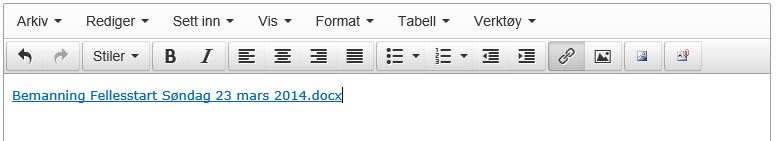 Arkiv Rediger Sett inn Vis Format Tabell Verktøy
Stiler B I
Bemanning Fellesstart Søndag 23 mars 2014.docx